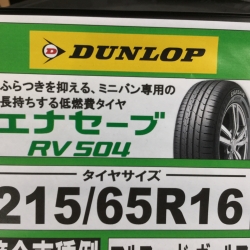 DUNLOP
ふらつきを抑える、ミニバン専用の
長持ちする低燃費タイヤ
エナセーブ
RV504
タイヤサイズ
215/65R16